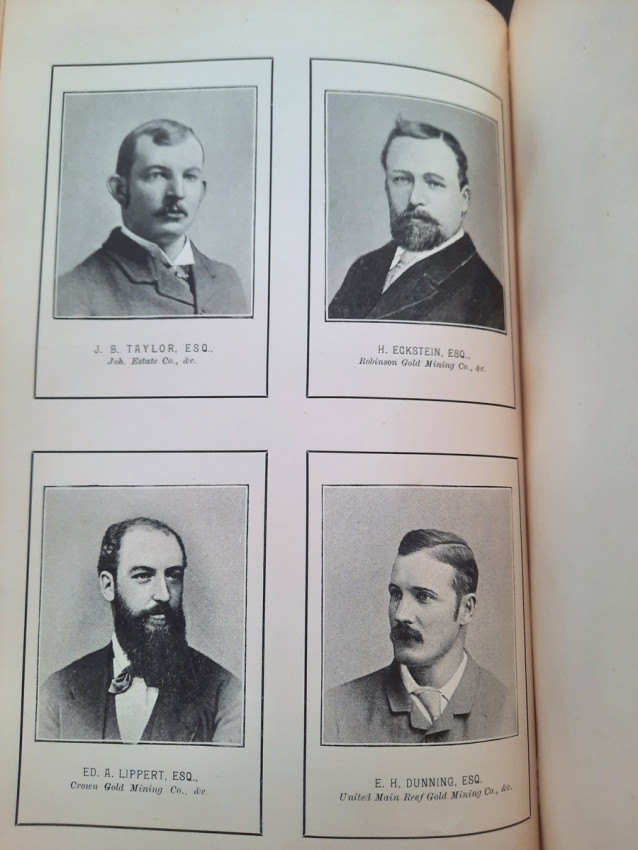 J. B. TAYLOR, ESQ.,
Joh. Estate Co., &c.
H. ECKSTEIN, ESQ.,
Robinson Gold Mining Co., &c.
ED. A. LIPPERT, ESQ.,
Crown Gold Mining Co., &c.
E. H. DUNNING, ESQ.
United Main Reef Gold Mining Co., &c.